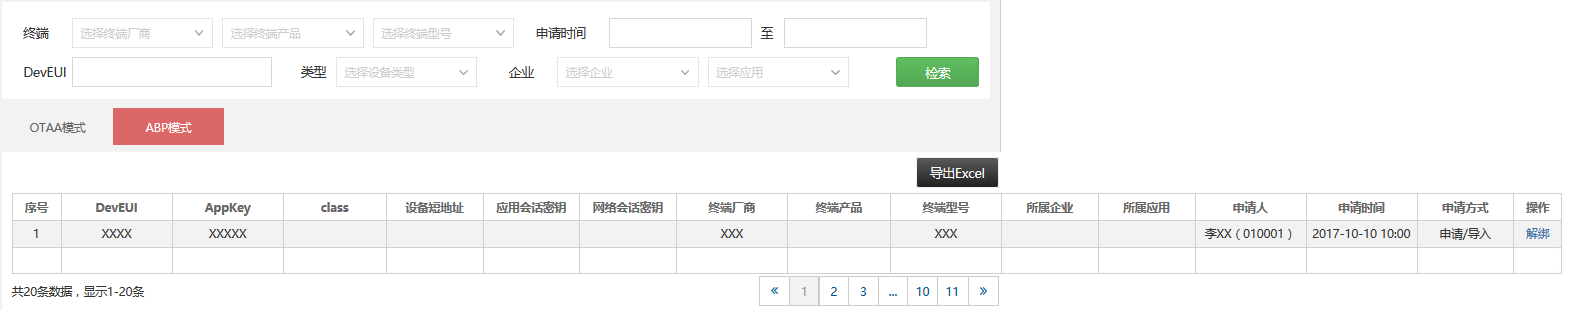 终端 选择终端厂商 选择终端产品 选择终端型号 申请时间 至
DevEUI 类型 选择设备类型 企业 选择企业 选择应用 检索
OTAA模式 ABP模式
导出Excel
序号 DevEUI AppKey class 设备短地址 应用会话密钥 网络会话密钥 终端厂商 终端产品 终端型号 所属企业 所属应用 申请人 申请时间 申请方式 操作
1 XXXX XXXXX XXX XXX 李XX（010001） 2017-10-10 10:00 申请/导入 解绑
共20条数据，显示1-20条 « 1 2 3 ... 10 11 »